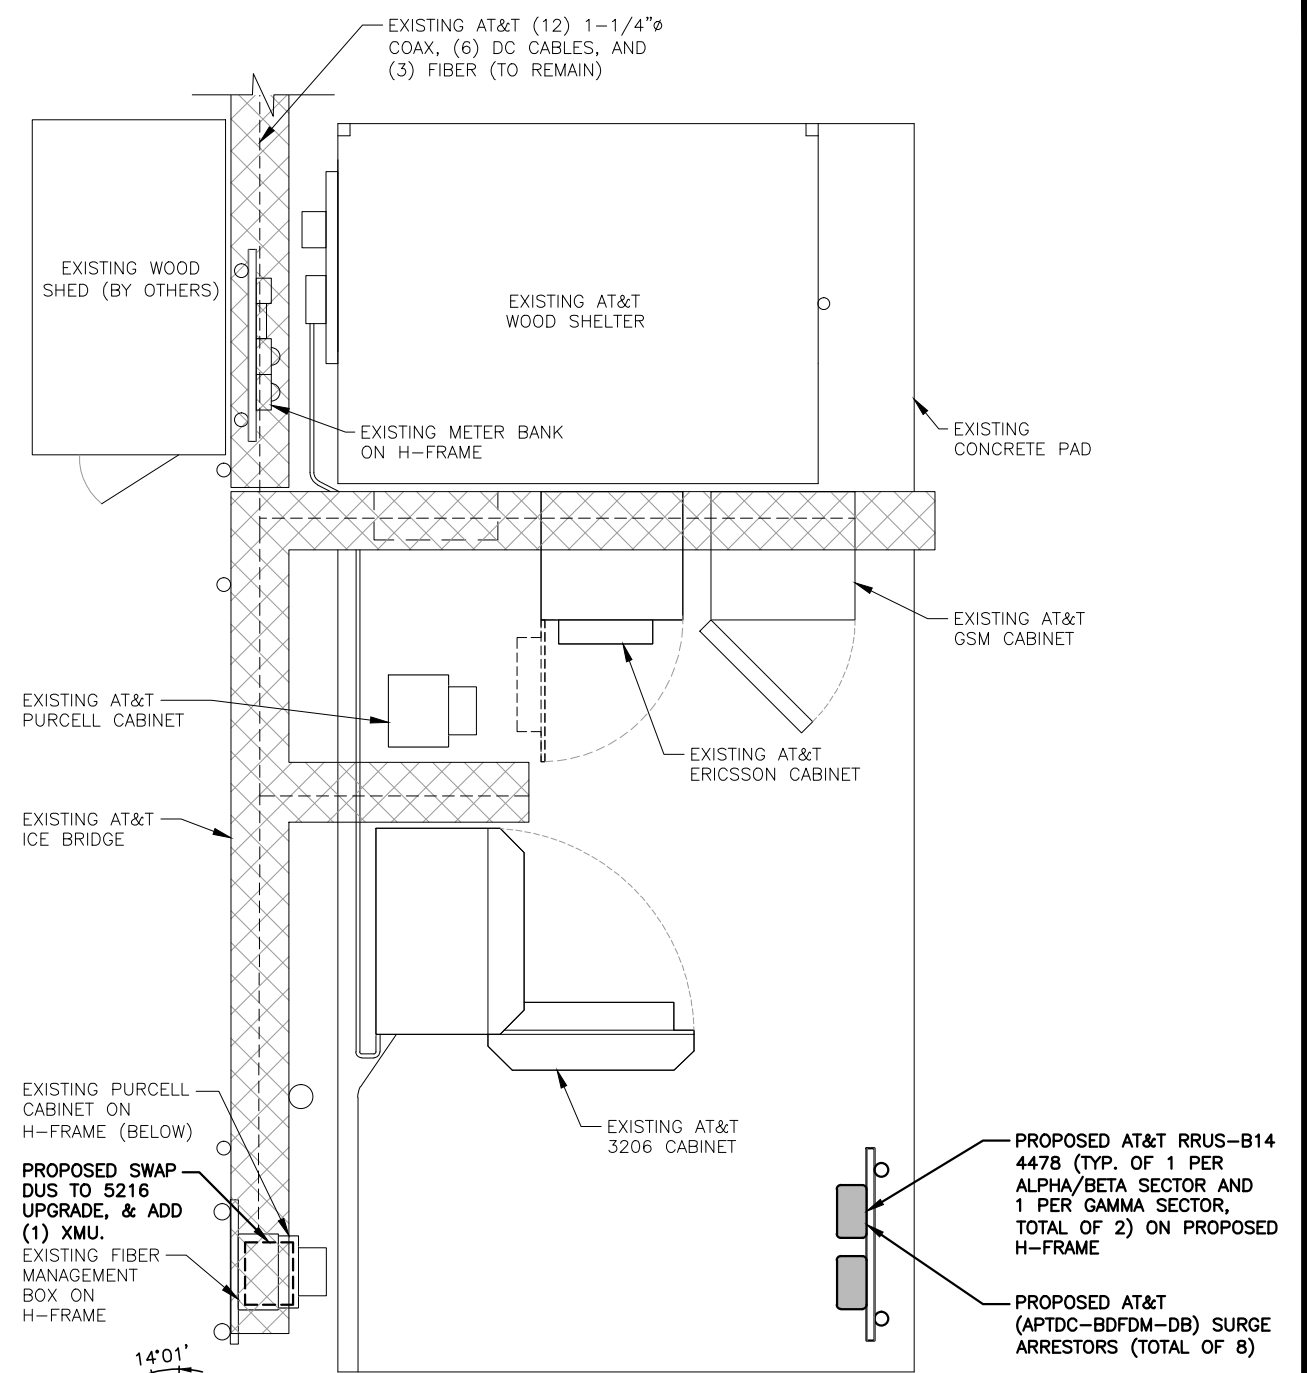 EXISTING AT&T (12) 1-1/4"ø
COAX, (6) DC CABLES, AND
(3) FIBER (TO REMAIN)
EXISTING WOOD
SHED (BY OTHERS)
EXISTING AT&T
WOOD SHELTER
EXISTING METER BANK
ON H-FRAME
EXISTING
CONCRETE PAD
EXISTING AT&T
GSM CABINET
EXISTING AT&T
PURCELL CABINET
EXISTING AT&T
ERICSSON CABINET
EXISTING AT&T
ICE BRIDGE
EXISTING PURCELL
CABINET ON
H-FRAME (BELOW)
EXISTING AT&T
3206 CABINET
PROPOSED SWAP
DUS TO 5216
UPGRADE, & ADD
(1) XMU.
EXISTING FIBER
MANAGEMENT
BOX ON
H-FRAME
PROPOSED AT&T RRUS-B14
4478 (TYP. OF 1 PER
ALPHA/BETA SECTOR AND
1 PER GAMMA SECTOR,
TOTAL OF 2) ON PROPOSED
H-FRAME
PROPOSED AT&T
(APTDC-BDFDM-DB) SURGE
ARRESTORS (TOTAL OF 8)
14°01'